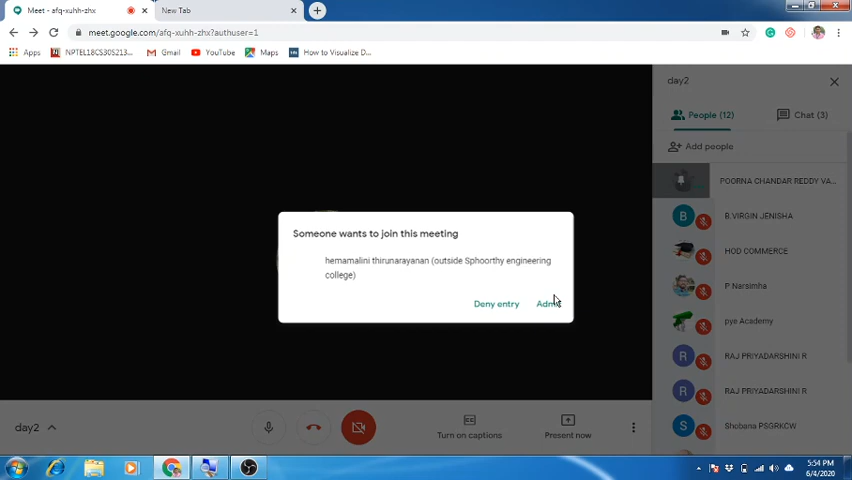 Meet - afq-xuhh-zhx
New Tab
meet.google.com/afq-xuhh-zhx?authuser=1
Apps
NPTEL18CS30S213...
Gmail
YouTube
Maps
How to Visualize D...
day2
People (12)
Chat (3)
Add people
POORNA CHANDAR REDDY VA...
B
B.VIRGIN JENISHA
HOD COMMERCE
P Narsimha
pye Academy
R
RAJ PRIYADARSHINI R
R
RAJ PRIYADARSHINI R
S
Shobana PSGRKCW
Someone wants to join this meeting
hemamalini thirunarayanan (outside Sphoorthy engineering
college)
Deny entry
Admit
day2
Turn on captions
Present now
5:54 PM
6/4/2020